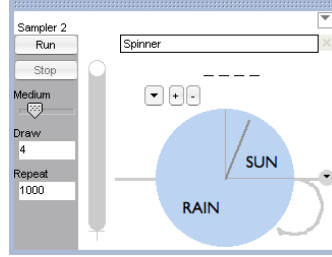 Sampler 2
Run
Stop
Medium
Draw
4
Repeat
1000
Spinner
+ -
SUN
RAIN